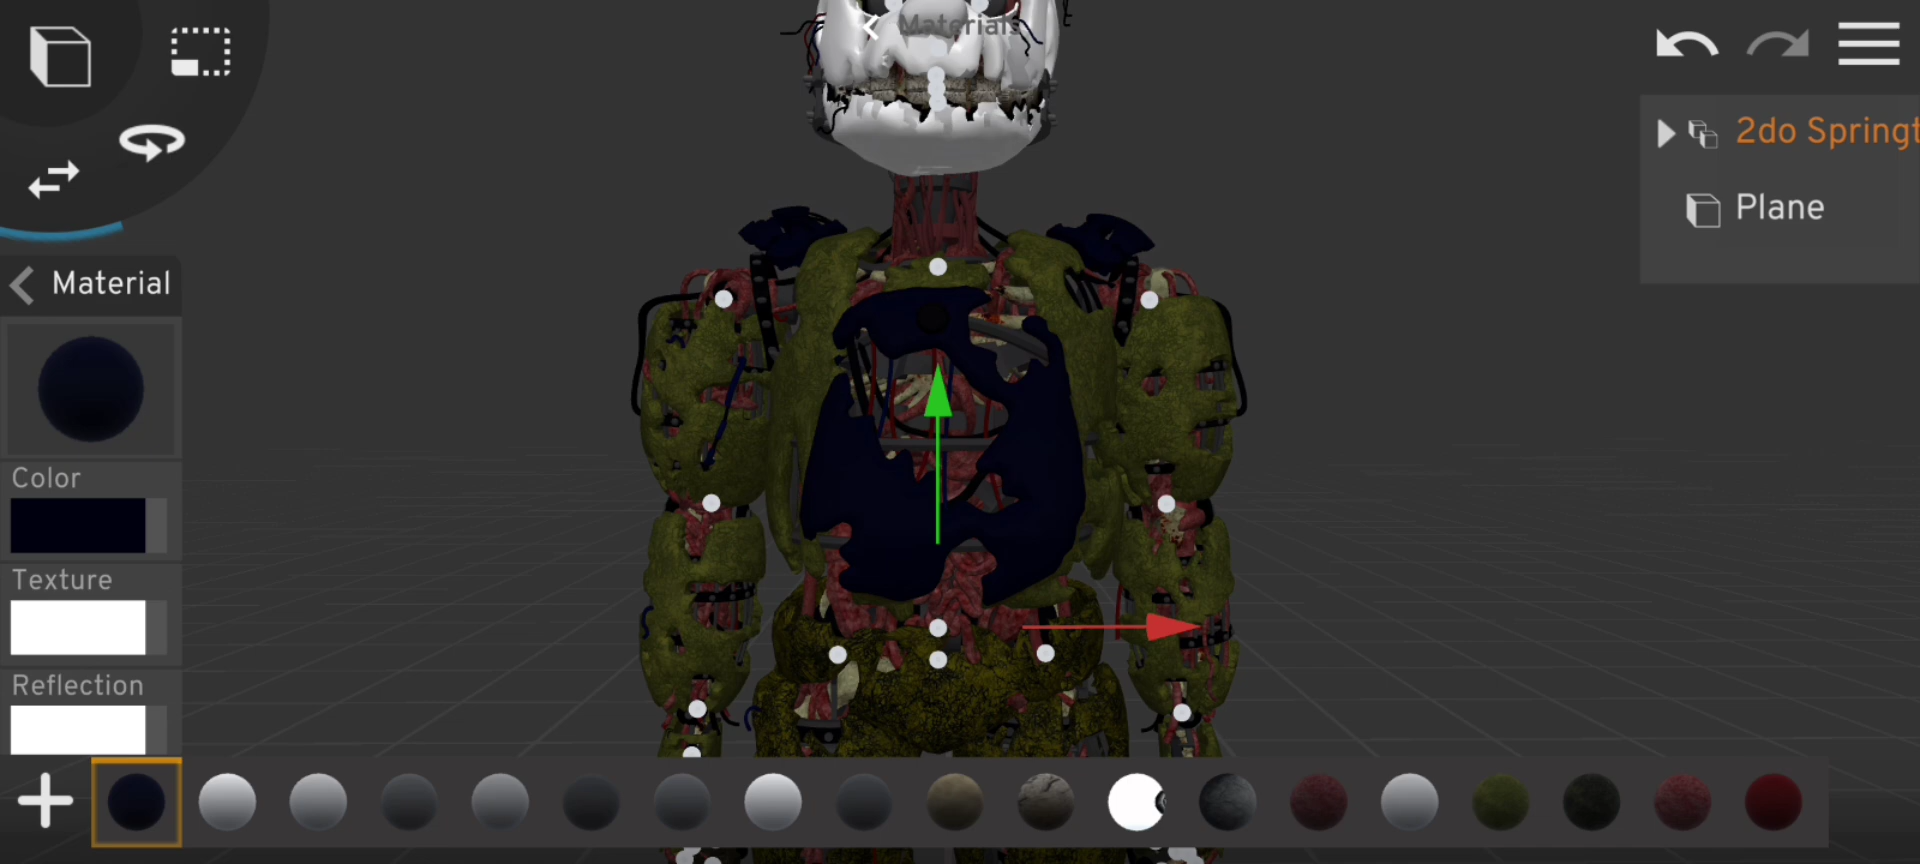 Materials
2do Springt
Plane
Material
Color
Texture
Reflection